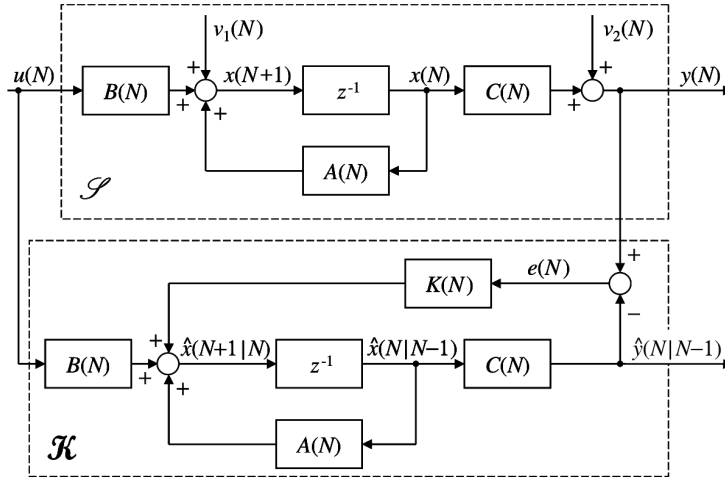 v₁(N) v₂(N)
u(N) B(N) + + + x(N+1) z⁻¹ x(N) C(N) + + y(N)
A(N)
𝒮
K(N) e(N) + −
B(N) + + + x̂(N+1|N) z⁻¹ x̂(N|N−1) C(N) ŷ(N|N−1)
A(N)
𝒦